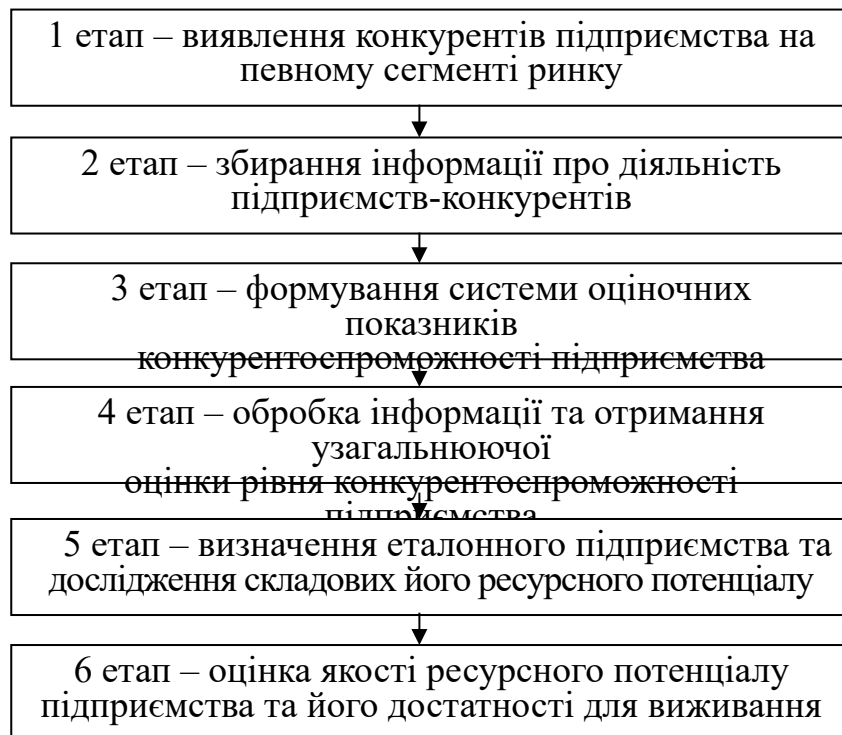 1 етап – виявлення конкурентів підприємства на
певному сегменті ринку
2 етап – збирання інформації про діяльність
підприємств-конкурентів
3 етап – формування системи оціночних
показників
конкурентоспроможності підприємства
4 етап – обробка інформації та отримання
узагальнюючої
оцінки рівня конкурентоспроможності
підприємства
5 етап – визначення еталонного підприємства та
дослідження складових його ресурсного потенціалу
6 етап – оцінка якості ресурсного потенціалу
підприємства та його достатності для виживання